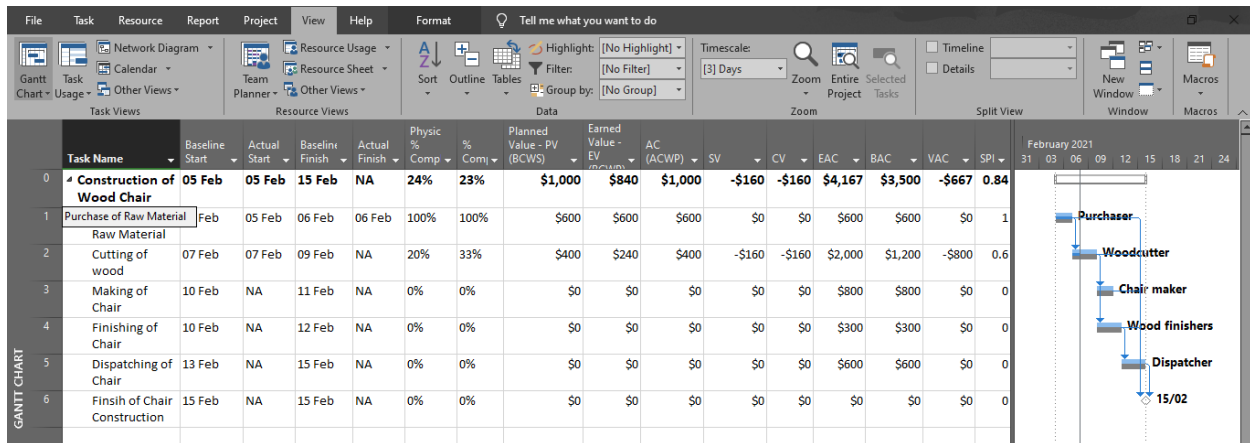 File Task Resource Report Project View Help Format Tell me what you want to do
Network Diagram Resource Usage Highlight: [No Highlight] Timescale: Timeline
Calendar Resource Sheet Filter: [No Filter] [3] Days Details
Gantt Chart Task Usage Other Views Team Planner Other Views Sort Outline Tables Group by: [No Group] Zoom Entire Project Selected Tasks New Window Macros
Task Views Resource Views Data Zoom Split View Window Macros
Task Name Baseline Start Actual Start Baseline Finish Actual Finish Physic % Comp % Comp Planned Value - PV (BCWS) Earned Value - EV AC (ACWP) SV CV EAC BAC VAC SPI
February 2021
31 03 06 09 12 15 18 21 24
0 Construction of Wood Chair 05 Feb 05 Feb 15 Feb NA 24% 23% $1,000 $840 $1,000 -$160 -$160 $4,167 $3,500 -$667 0.84
Purchase of Raw Material
1 Raw Material Feb 05 Feb 06 Feb 06 Feb 100% 100% $600 $600 $600 $0 $0 $600 $600 $0 1 Purchaser
2 Cutting of wood 07 Feb 07 Feb 09 Feb NA 20% 33% $400 $240 $400 -$160 -$160 $2,000 $1,200 -$800 0.6 Woodcutter
3 Making of Chair 10 Feb NA 11 Feb NA 0% 0% $0 $0 $0 $0 $0 $800 $800 $0 0 Chair maker
4 Finishing of Chair 10 Feb NA 12 Feb NA 0% 0% $0 $0 $0 $0 $0 $300 $300 $0 0 Wood finishers
5 Dispatching of Chair 13 Feb NA 15 Feb NA 0% 0% $0 $0 $0 $0 $0 $600 $600 $0 0 Dispatcher
6 Finsih of Chair Construction 15 Feb NA 15 Feb NA 0% 0% $0 $0 $0 $0 $0 $0 $0 $0 0 15/02
GANTT CHART